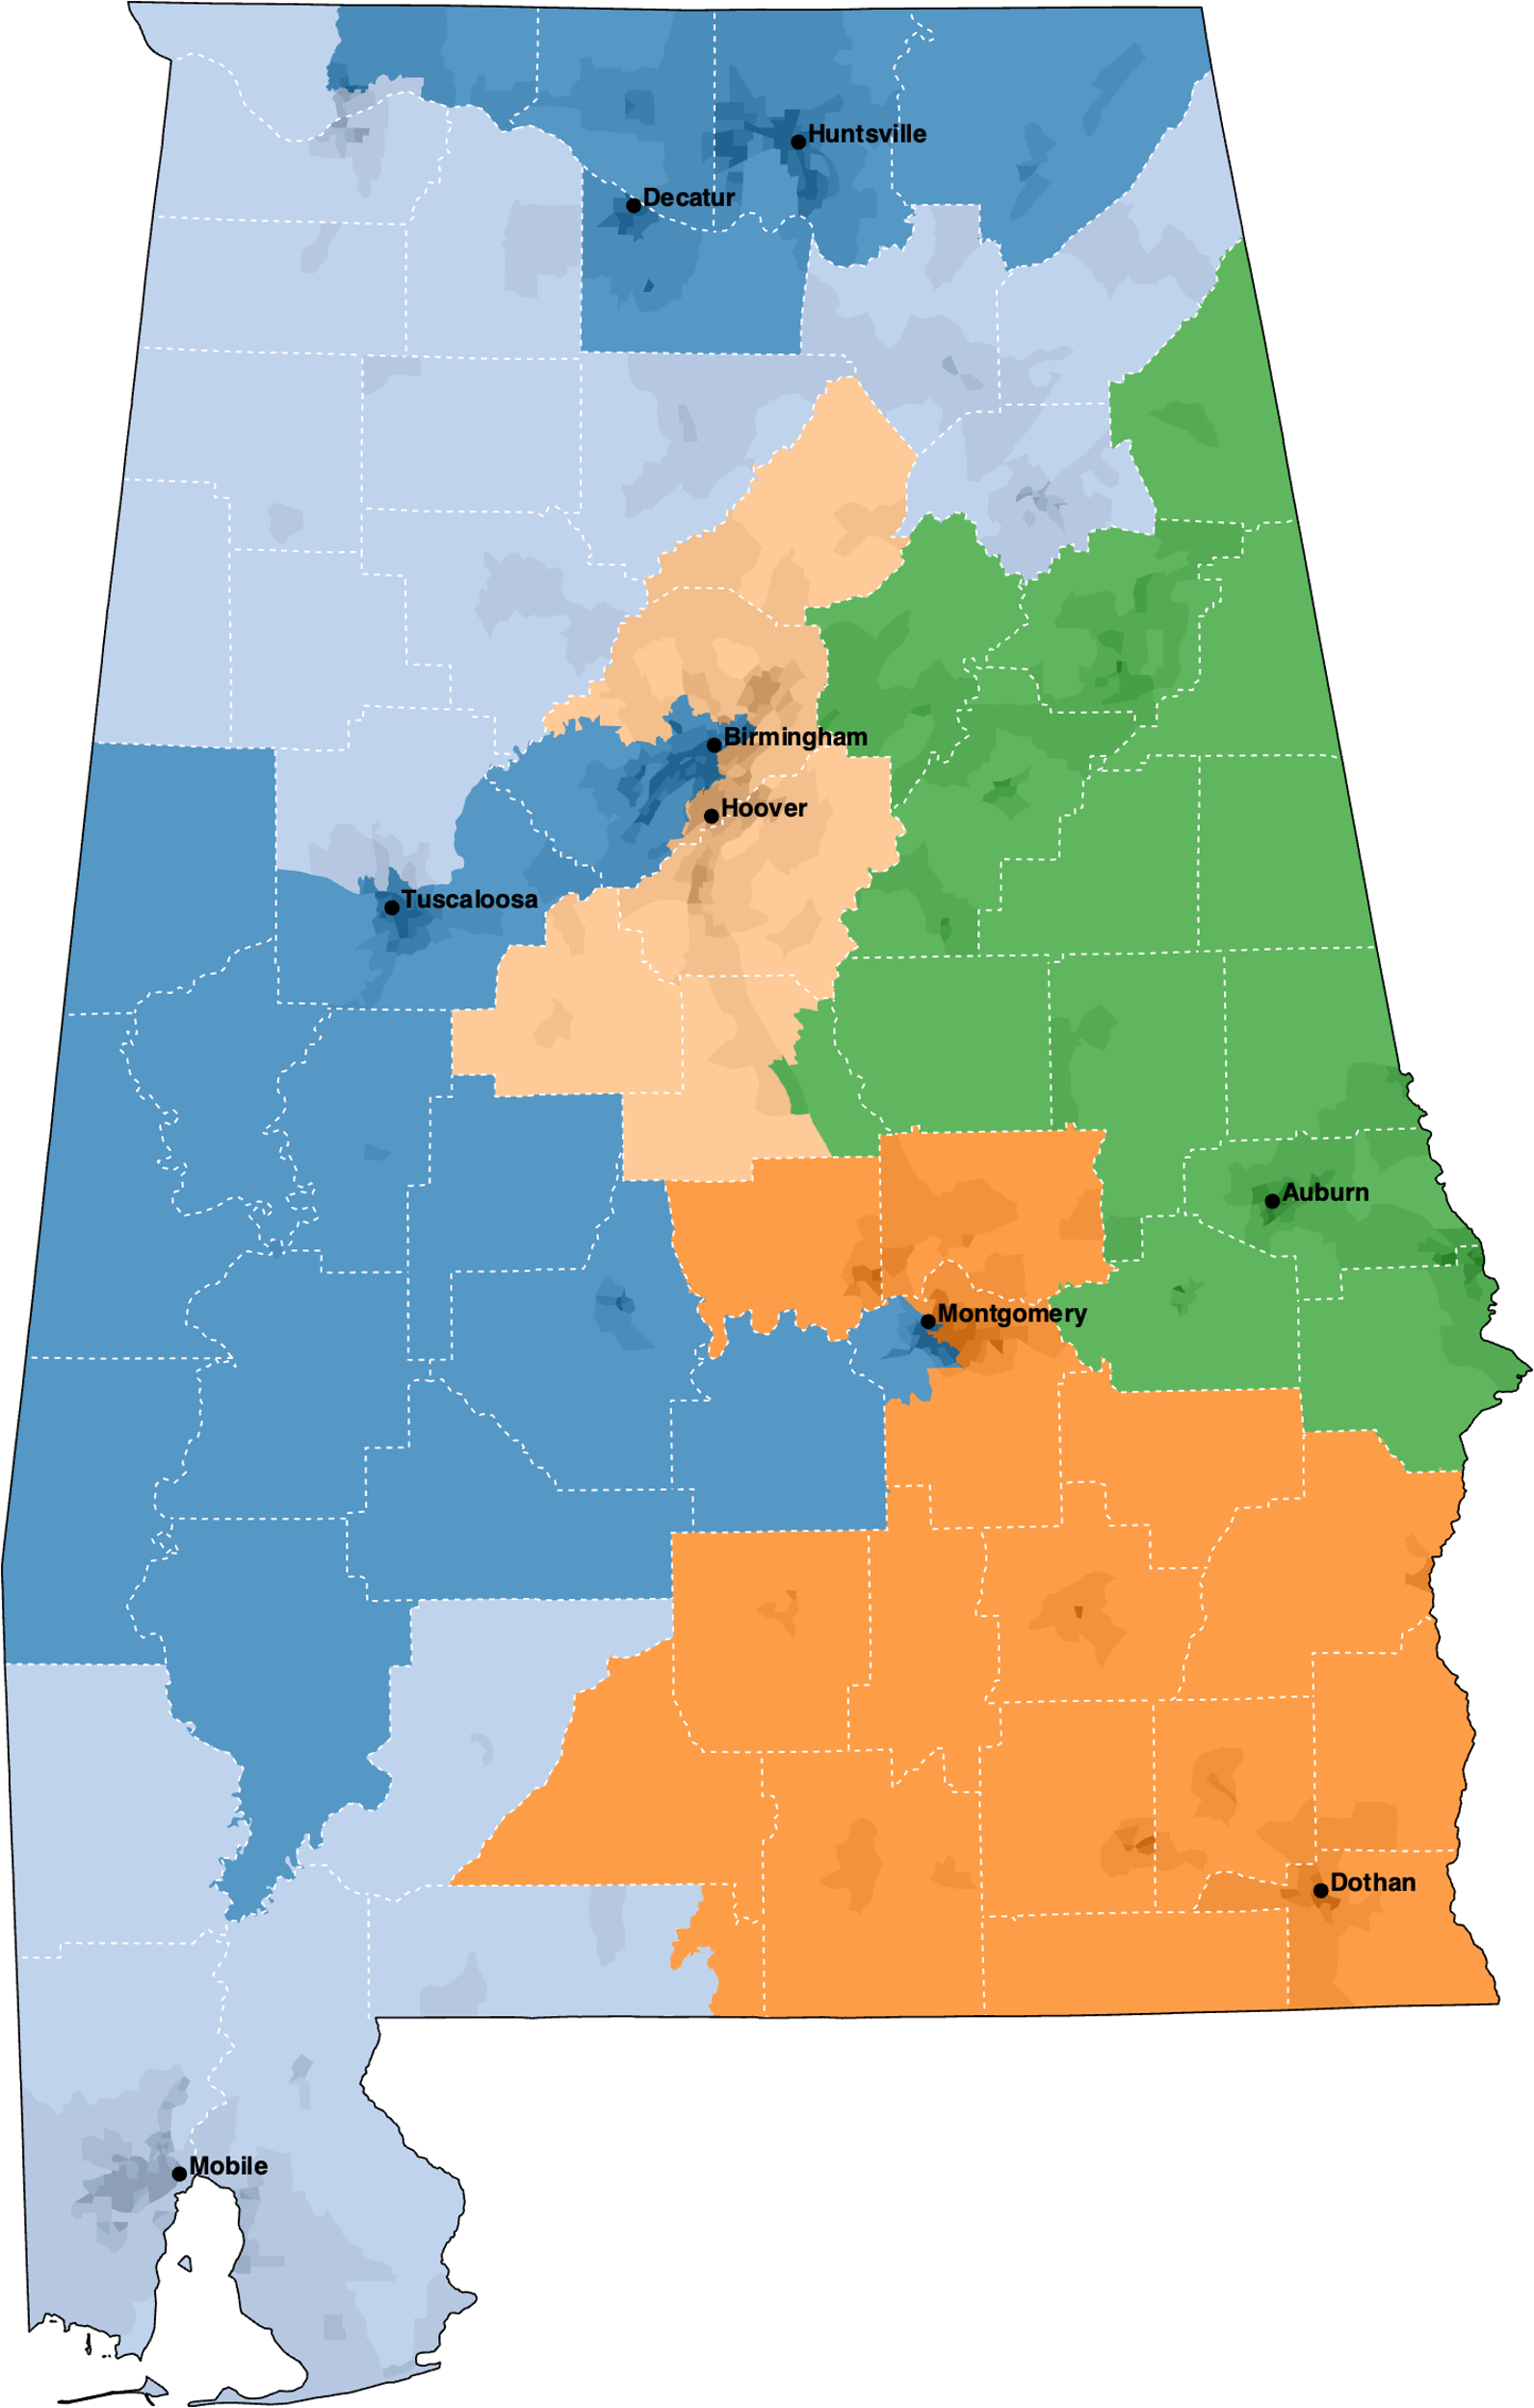 Huntsville
Decatur
Birmingham
Hoover
Tuscaloosa
Auburn
Montgomery
Dothan
Mobile